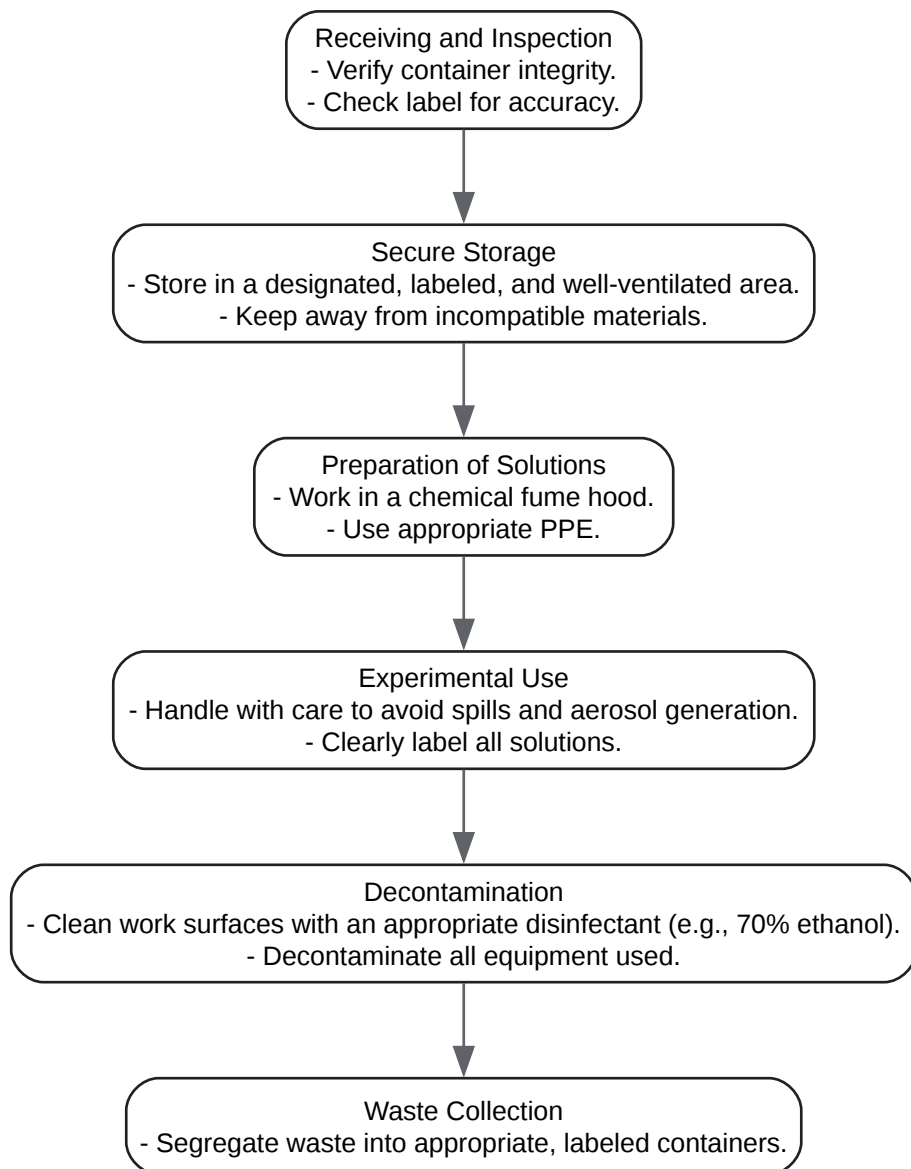 Receiving and Inspection
- Verify container integrity.
- Check label for accuracy.
Secure Storage
- Store in a designated, labeled, and well-ventilated area.
- Keep away from incompatible materials.
Preparation of Solutions
- Work in a chemical fume hood.
- Use appropriate PPE.
Experimental Use
- Handle with care to avoid spills and aerosol generation.
- Clearly label all solutions.
Decontamination
- Clean work surfaces with an appropriate disinfectant (e.g., 70% ethanol).
- Decontaminate all equipment used.
Waste Collection
- Segregate waste into appropriate, labeled containers.